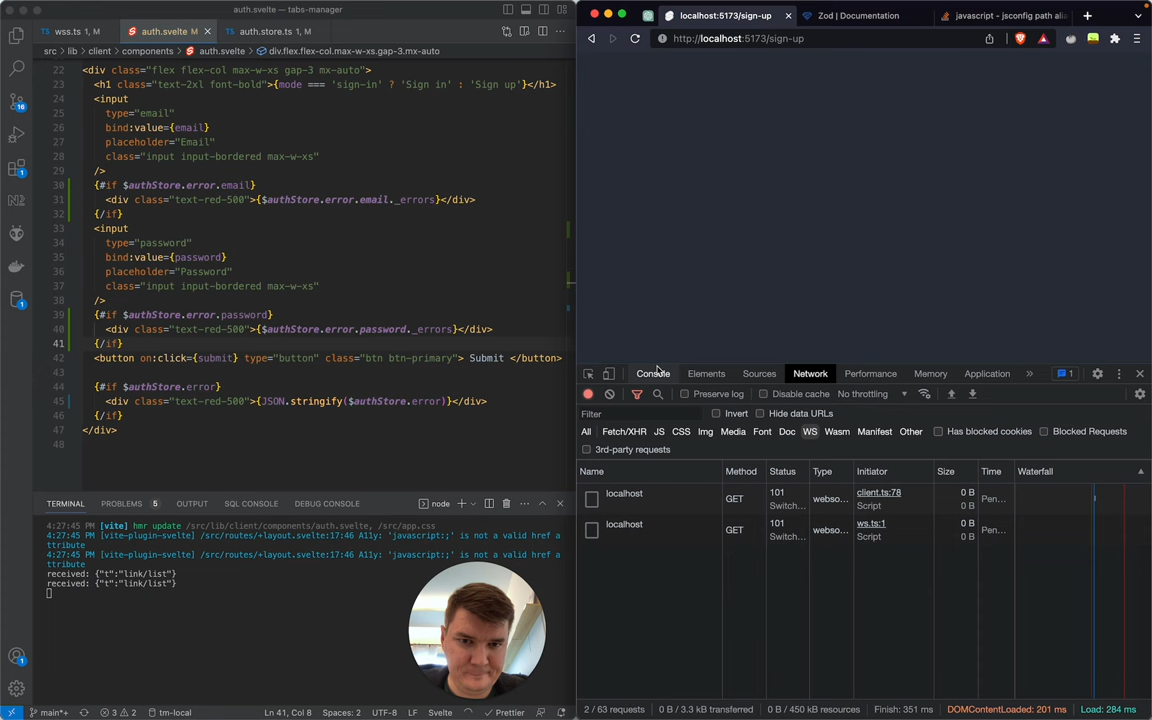 auth.svelte — tabs-manager
TS wss.ts 1, M
auth.svelte M
TS auth.store.ts 1, M
src > lib > client > components > auth.svelte > div.flex.flex-col.max-w-xs.gap-3.mx-auto
22 <div class="flex flex-col max-w-xs gap-3 mx-auto">
23 <h1 class="text-2xl font-bold">{mode === 'sign-in' ? 'Sign in' : 'Sign up'}</h1>
24 <input
25 type="email"
26 bind:value={email}
27 placeholder="Email"
28 class="input input-bordered max-w-xs"
29 />
30 {#if $authStore.error.email}
31 <div class="text-red-500">{$authStore.error.email._errors}</div>
32 {/if}
33 <input
34 type="password"
35 bind:value={password}
36 placeholder="Password"
37 class="input input-bordered max-w-xs"
38 />
39 {#if $authStore.error.password}
40 <div class="text-red-500">{$authStore.error.password._errors}</div>
41 {/if}
42 <button on:click={submit} type="button" class="btn btn-primary"> Submit </button>
43
44 {#if $authStore.error}
45 <div class="text-red-500">{JSON.stringify($authStore.error)}</div>
46 {/if}
47 </div>
48
16
1
1
1
TERMINAL PROBLEMS 5 OUTPUT SQL CONSOLE DEBUG CONSOLE node
4:27:45 PM [vite] hmr update /src/lib/client/components/auth.svelte, /src/app.css
4:27:45 PM [vite-plugin-svelte] /src/routes/+layout.svelte:17:46 A11y: 'javascript:;' is not a valid href a
ttribute
4:27:45 PM [vite-plugin-svelte] /src/routes/+layout.svelte:17:46 A11y: 'javascript:;' is not a valid href a
ttribute
received: {"t":"link/list"}
received: {"t":"link/list"}
main*+ 3 2 tm-local Ln 41, Col 8 Spaces: 2 UTF-8 LF Svelte Prettier
localhost:5173/sign-up
Zod | Documentation
javascript - jsconfig path alia
http://localhost:5173/sign-up
Console Elements Sources Network Performance Memory Application » 1
Preserve log Disable cache No throttling
Filter Invert Hide data URLs
All Fetch/XHR JS CSS Img Media Font Doc WS Wasm Manifest Other Has blocked cookies Blocked Requests
3rd-party requests
Name Method Status Type Initiator Size Time Waterfall
localhost GET 101 webso... client.ts:78 0 B Pen...
Switch... Script 0 B
localhost GET 101 webso... ws.ts:1 0 B Pen...
Switch... Script 0 B
2 / 63 requests 0 B / 3.3 kB transferred 0 B / 450 kB resources Finish: 351 ms DOMContentLoaded: 201 ms Load: 284 ms